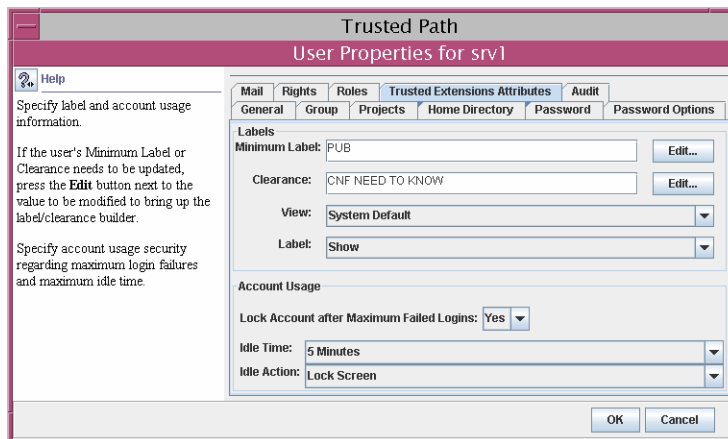 Trusted Path
User Properties for srv1
Help
Specify label and account usage
information.
If the user's Minimum Label or
Clearance needs to be updated,
press the Edit button next to the
value to be modified to bring up the
label/clearance builder.
Specify account usage security
regarding maximum login failures
and maximum idle time.
Mail Rights Roles Trusted Extensions Attributes Audit
General Group Projects Home Directory Password Password Options
Labels
Minimum Label: PUB Edit...
Clearance: CNF NEED TO KNOW Edit...
View: System Default
Label: Show
Account Usage
Lock Account after Maximum Failed Logins: Yes
Idle Time: 5 Minutes
Idle Action: Lock Screen
OK Cancel